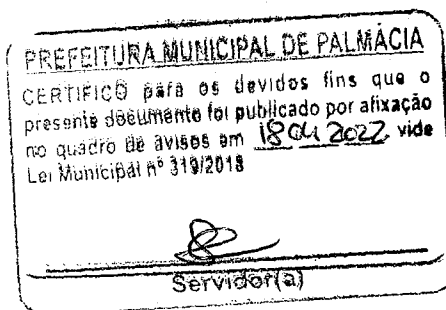 PREFEITURA MUNICIPAL DE PALMÁCIA
CERTIFICO para os devidos fins que o
presente documento foi publicado por afixação
no quadro de avisos em 18 04 2022, vide
Lei Municipal nº 319/2018
Servidor(a)